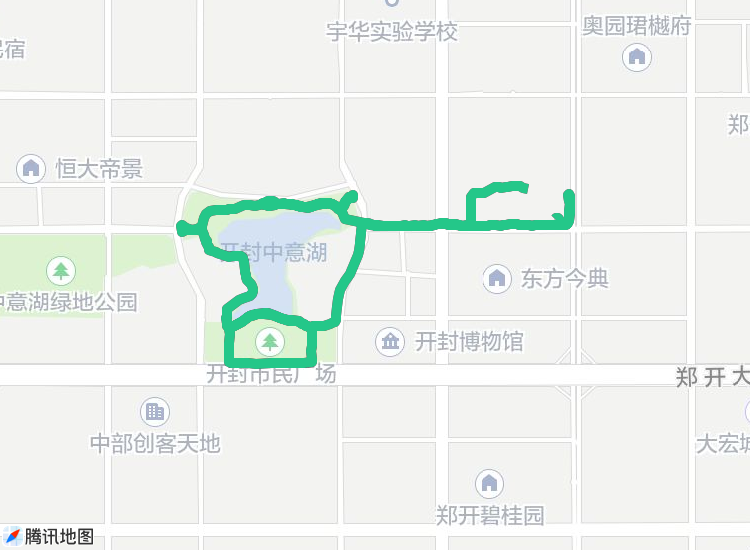 宇华实验学校
奥园珺樾府
宿
郑
恒大帝景
开封中意湖
东方今典
中意湖绿地公园
开封博物馆
开封市民广场
郑开大
中部创客天地
大宏城
郑开碧桂园
腾讯地图